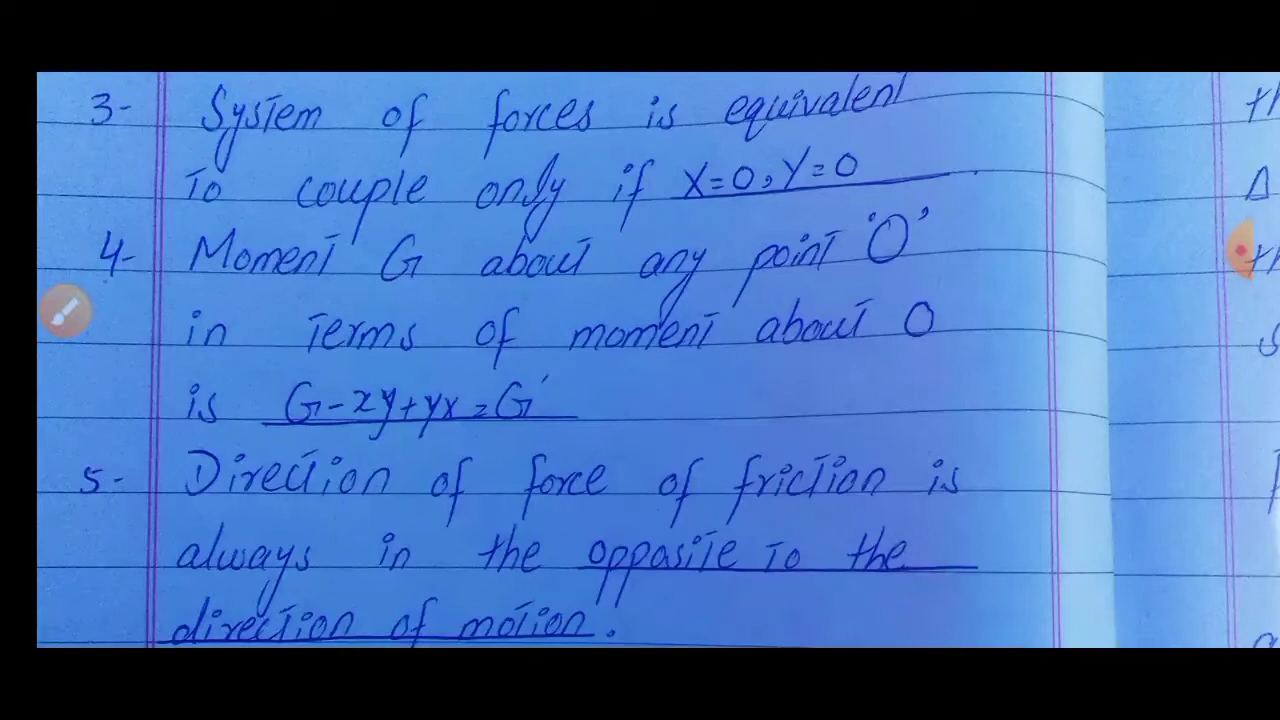 3- System of forces is equivalent
to couple only if X=0, Y=0
4- Moment G about any point 'O'
in terms of moment about O
is G-xy+yx=G'
5- Direction of force of friction is
always in the opposite to the
direction of motion.